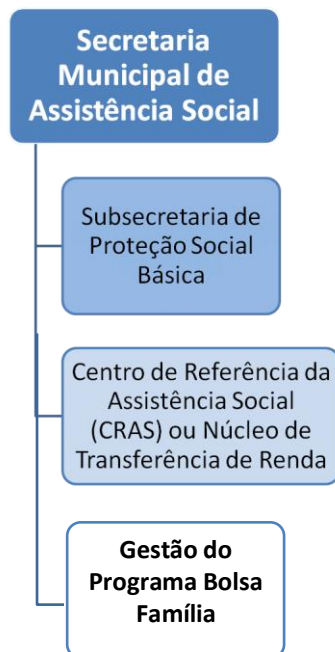 Secretaria
Municipal de
Assistência Social
Subsecretaria de
Proteção Social
Básica
Centro de Referência da
Assistência Social
(CRAS) ou Núcleo de
Transferência de Renda
Gestão do
Programa Bolsa
Família